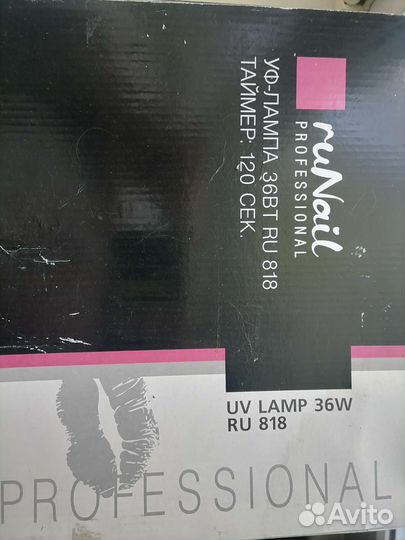 ruNail
PROFESSIONAL
УФ-ЛАМПА 36ВТ RU 818
ТАЙМЕР: 120 СЕК.
UV LAMP 36W
RU 818
PROFESSIONAL
Avito